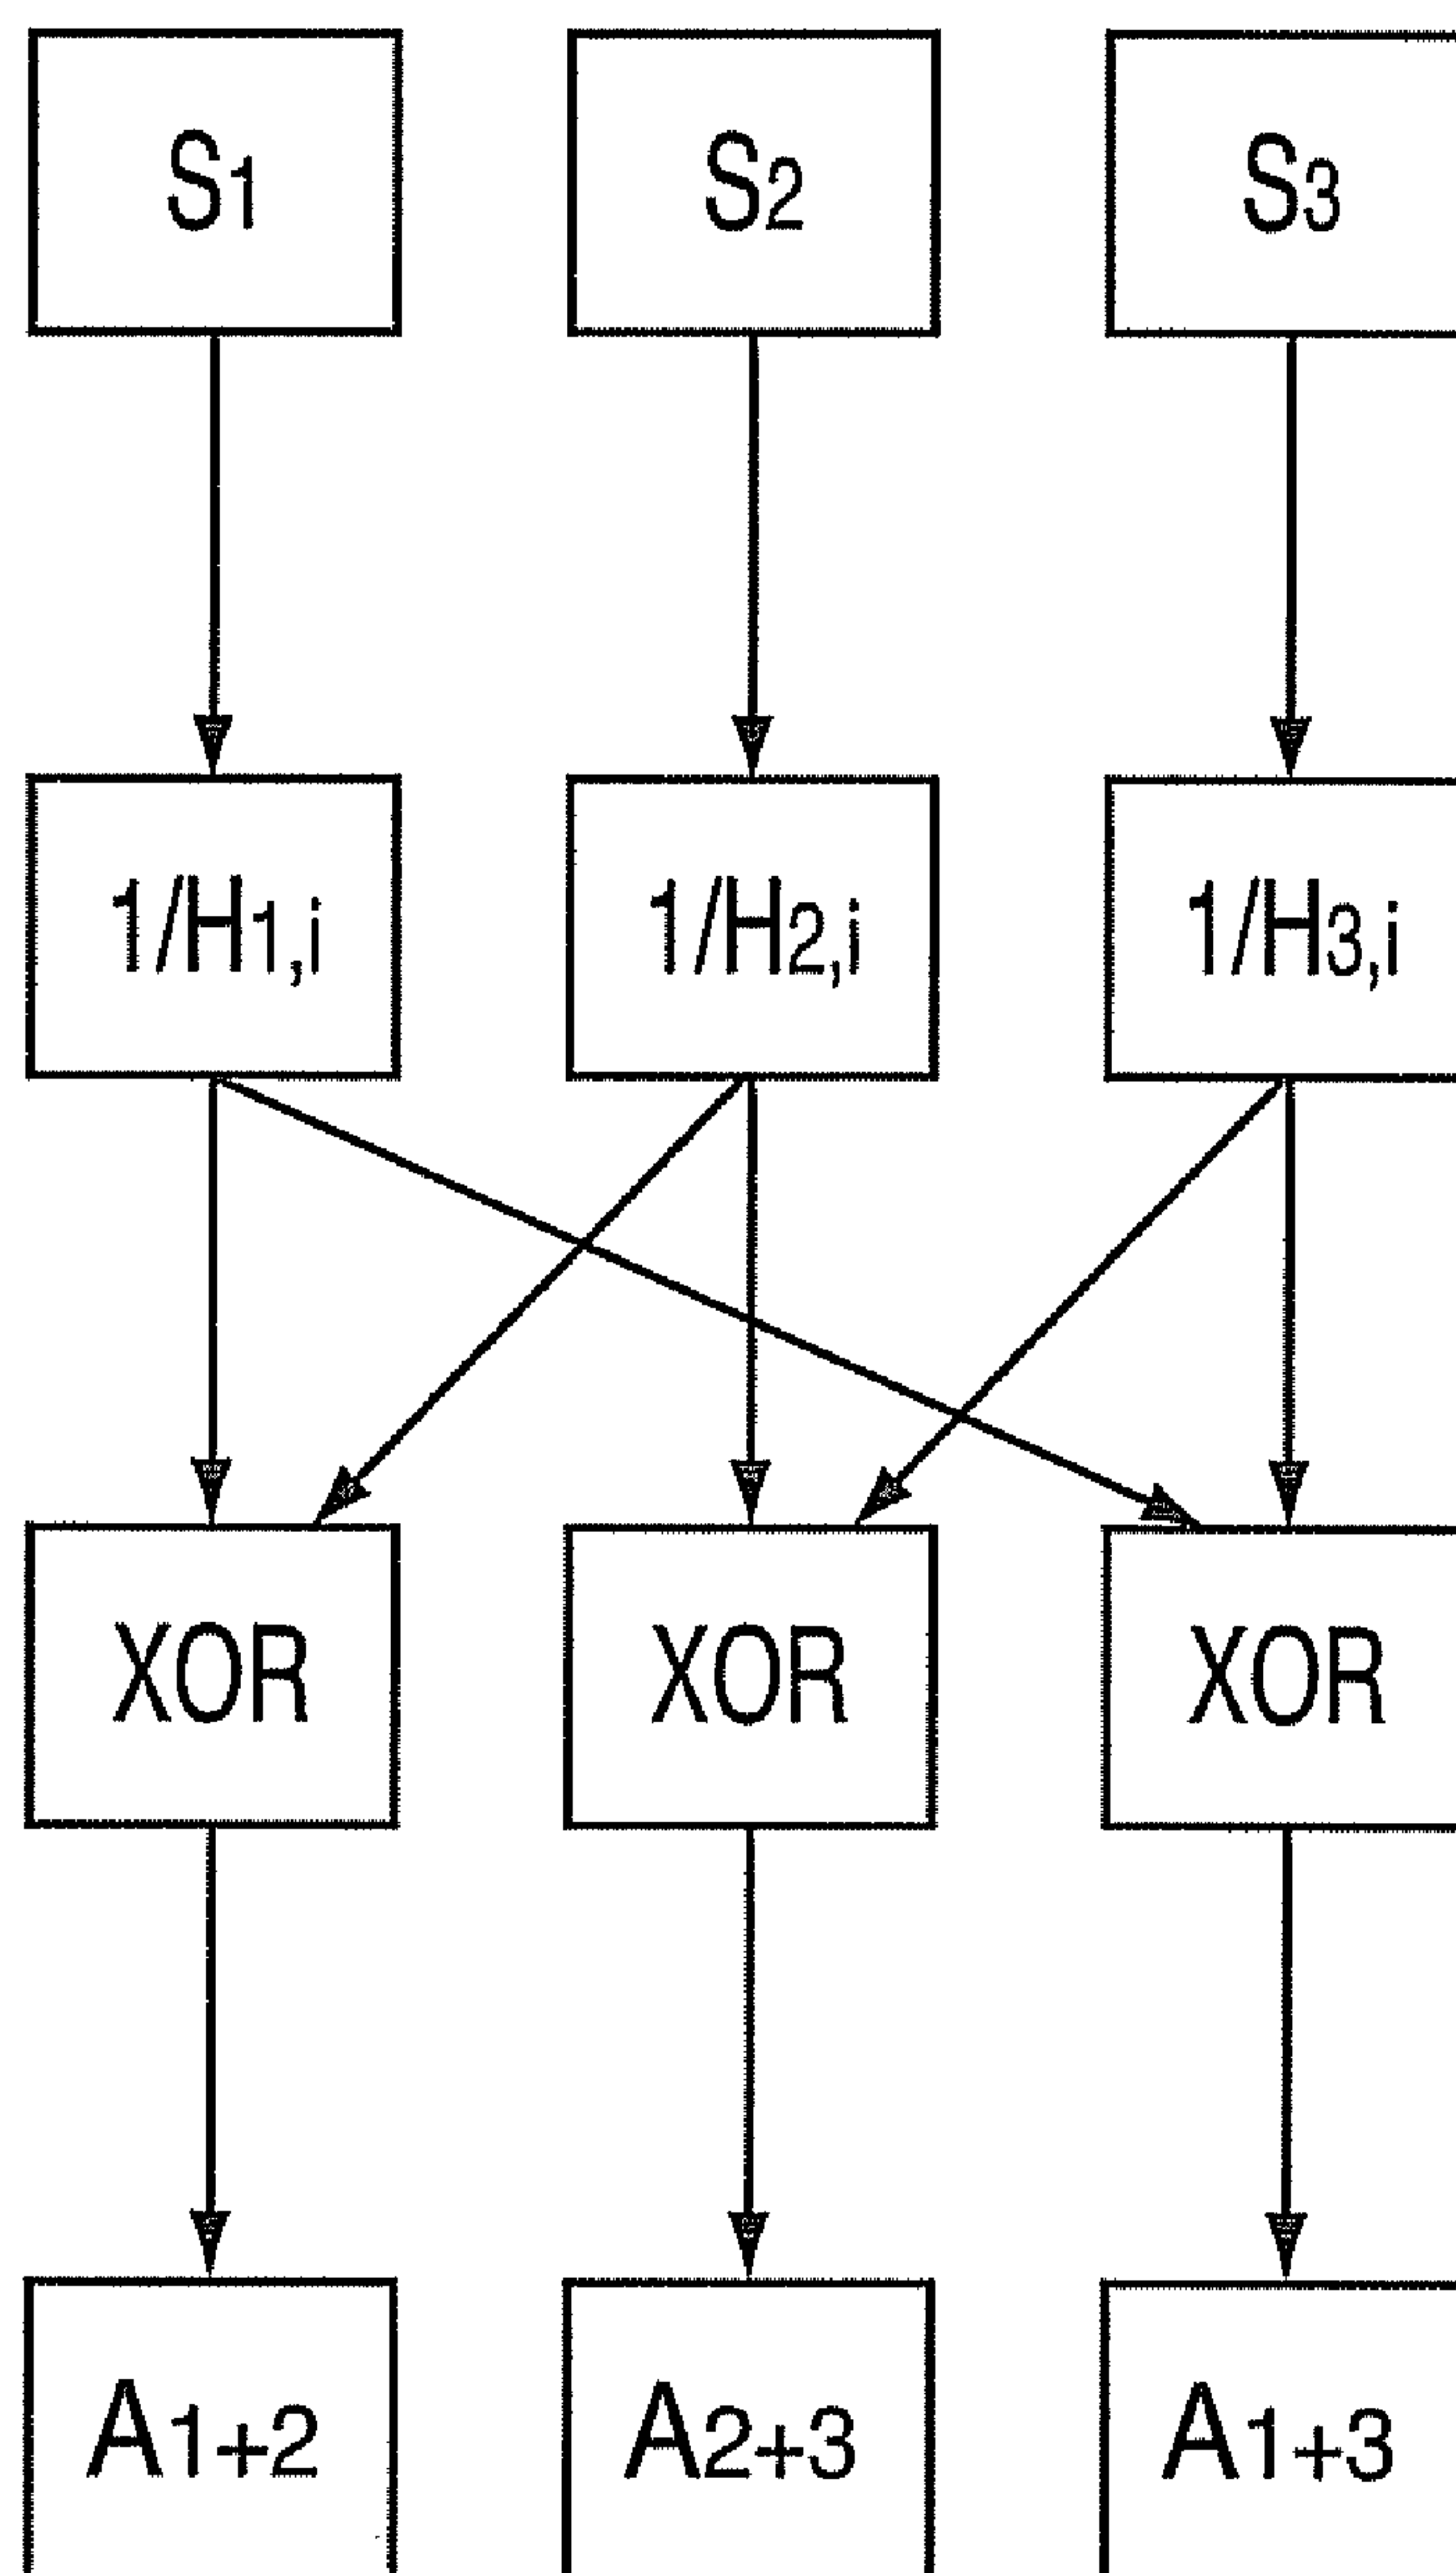 S1 S2 S3
1/H1,i 1/H2,i 1/H3,i
XOR XOR XOR
A1+2 A2+3 A1+3